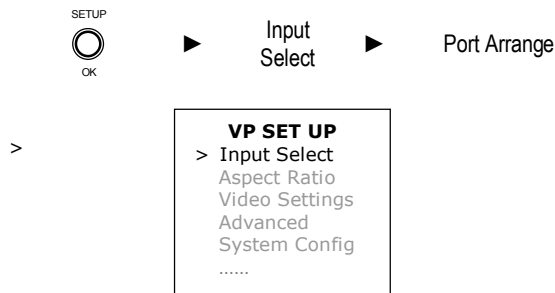 SETUP
OK
► Input Select ► Port Arrange
>
VP SET UP
> Input Select
Aspect Ratio
Video Settings
Advanced
System Config
......